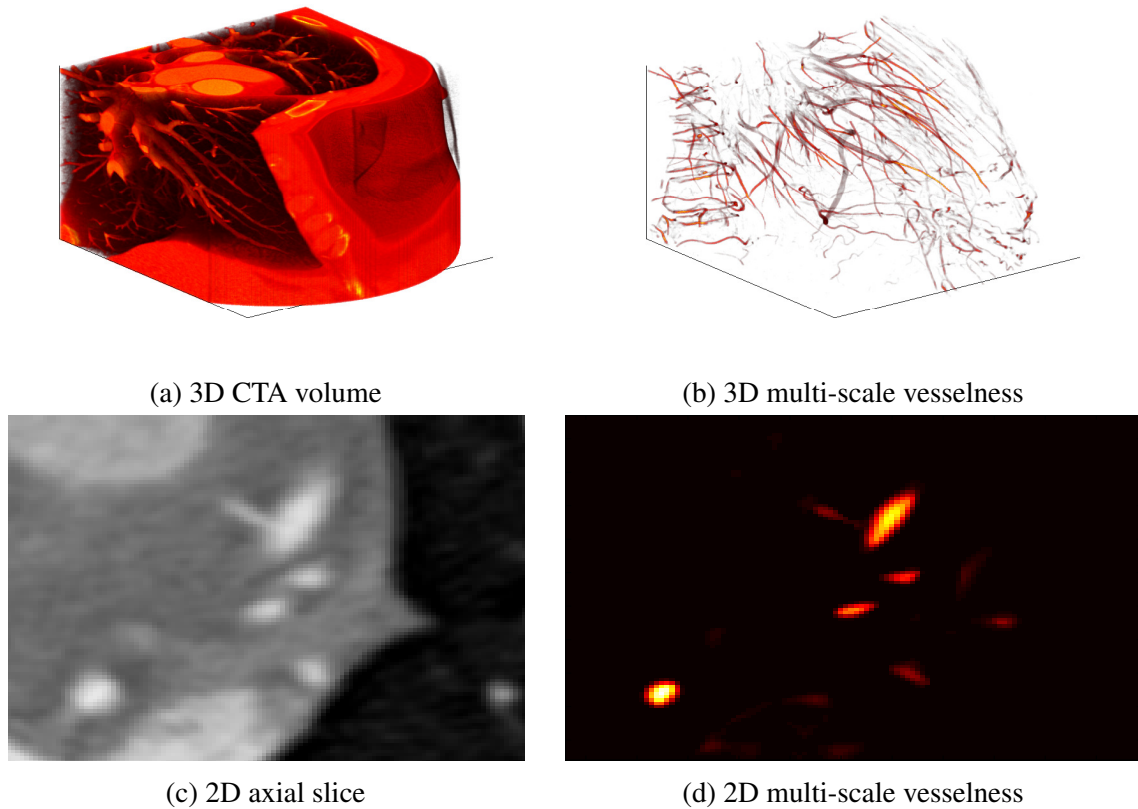 (a) 3D CTA volume
(b) 3D multi-scale vesselness
(c) 2D axial slice
(d) 2D multi-scale vesselness